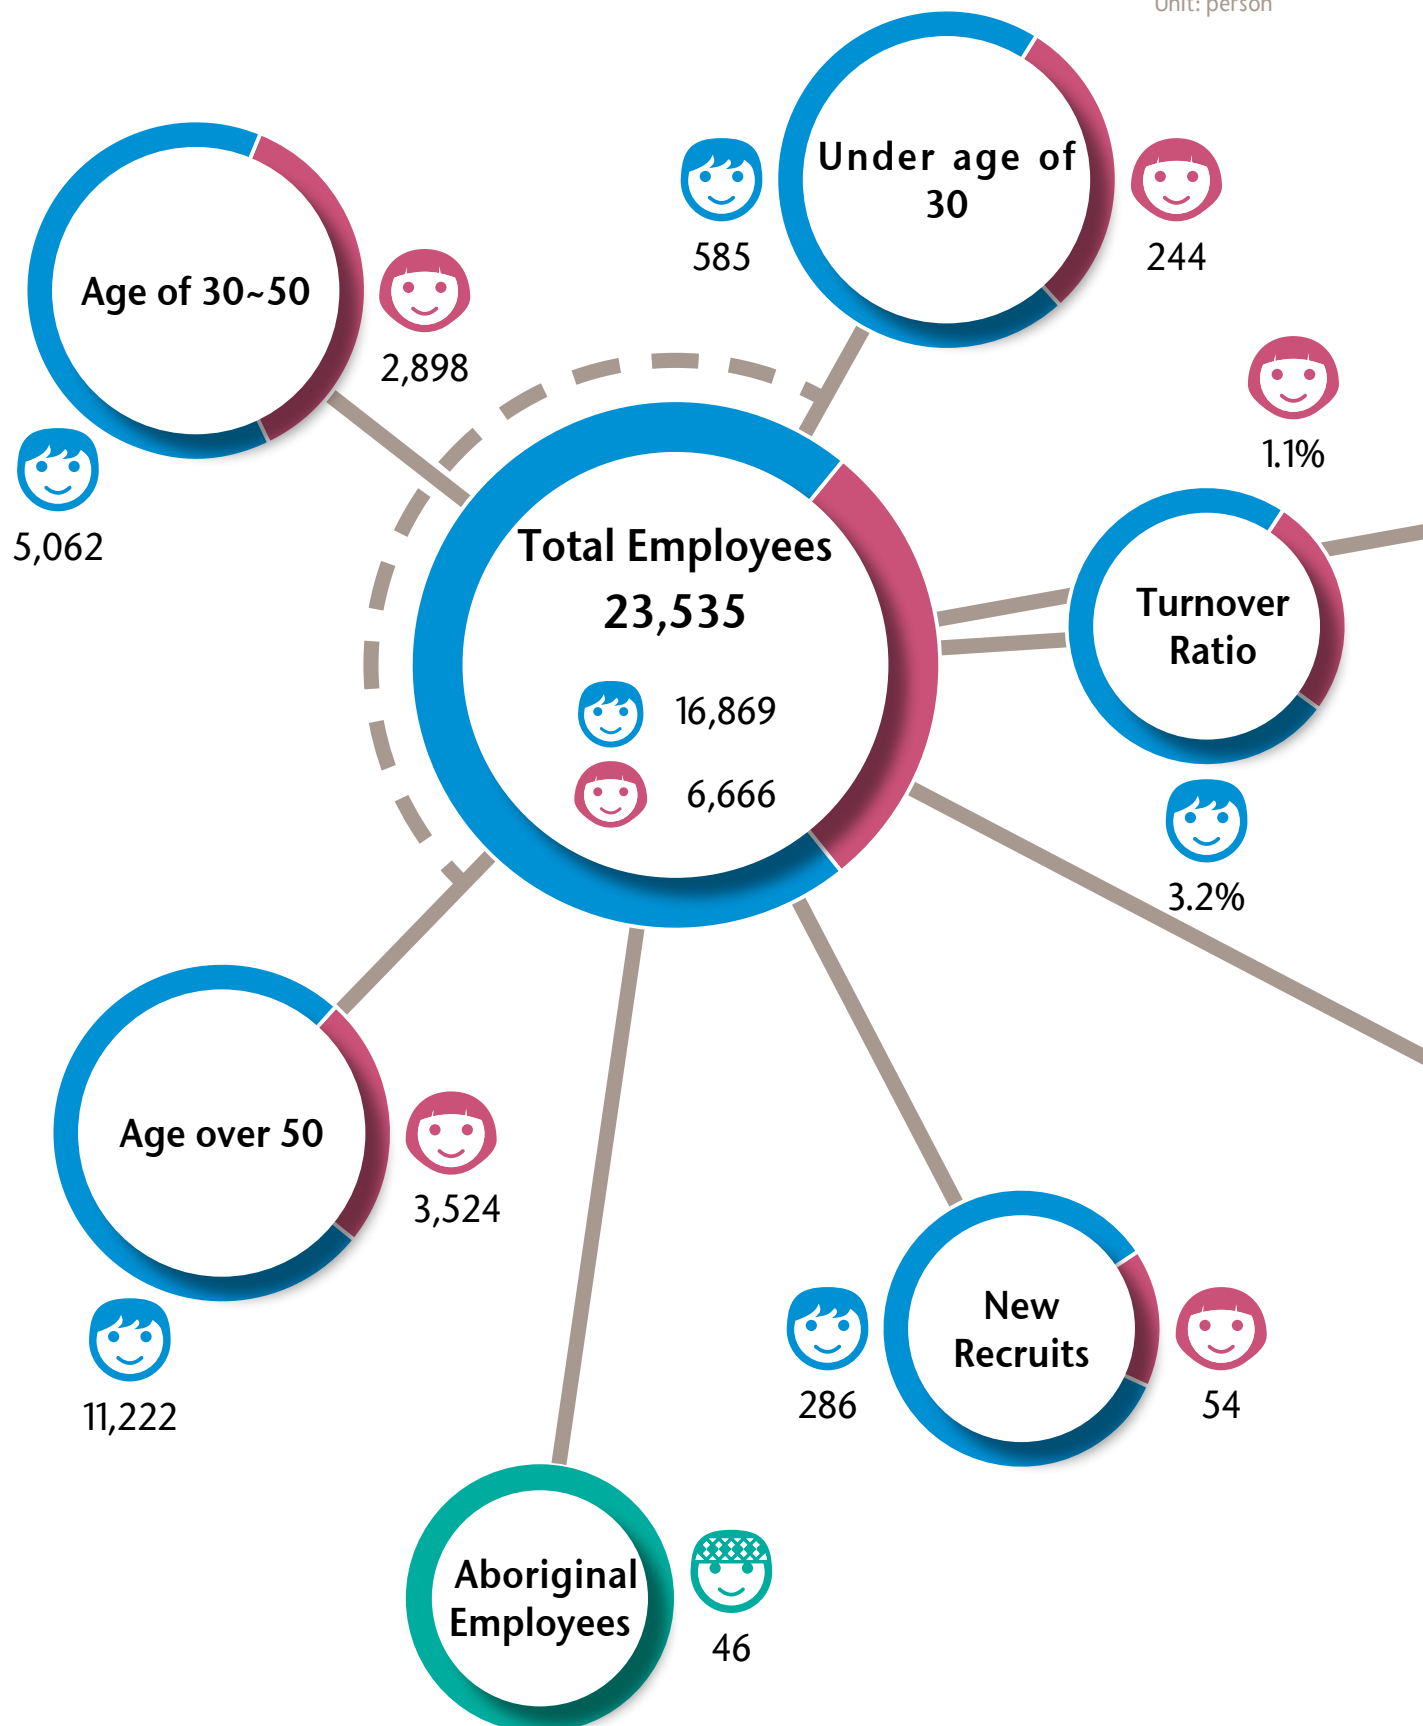 Unit: person
Under age of
30
585
244
Age of 30~50
2,898
5,062
1.1%
Total Employees
23,535
16,869
6,666
Turnover
Ratio
3.2%
Age over 50
3,524
11,222
New
Recruits
286
54
Aboriginal
Employees
46